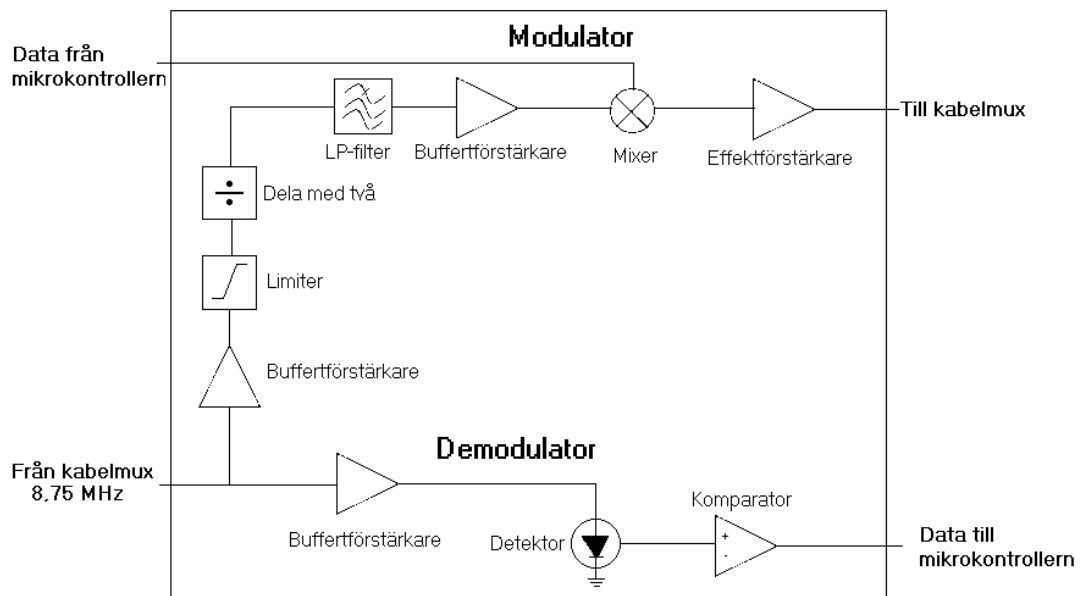 Modulator
Data från
mikrokontrollern
Till kabelmux
LP-filter
Buffertförstärkare
Mixer
Effektförstärkare
Dela med två
Limiter
Buffertförstärkare
Demodulator
Från kabelmux
8,75 MHz
Buffertförstärkare
Detektor
Komparator
+
-
Data till
mikrokontrollern